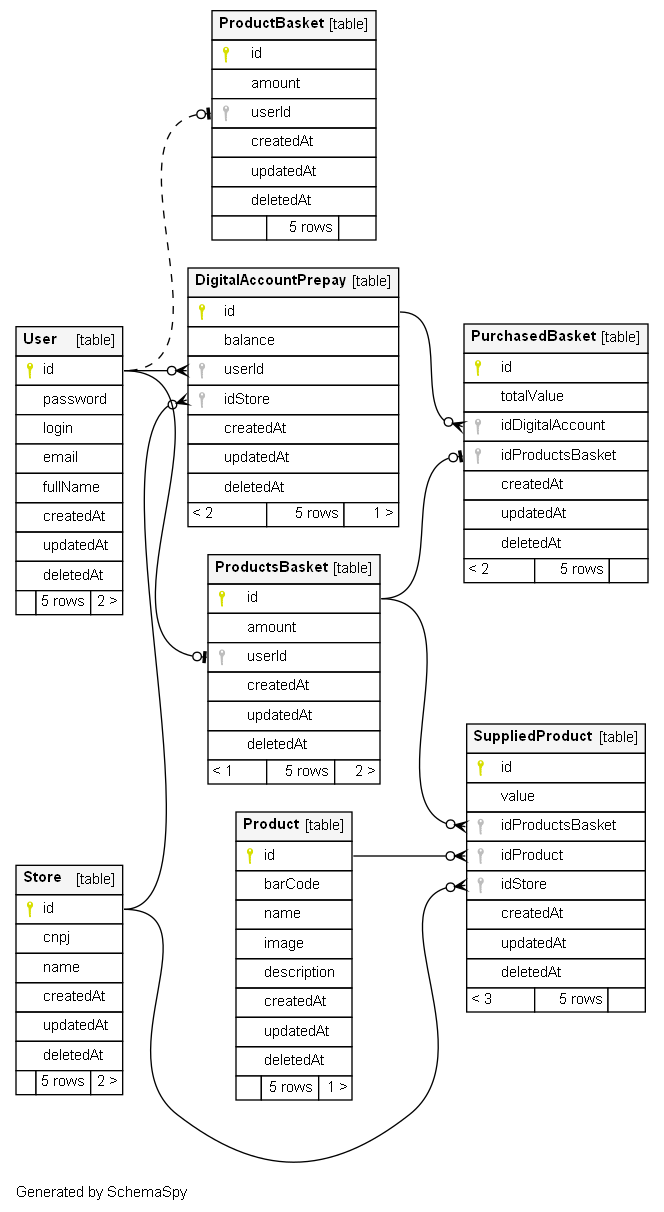 ProductBasket [table]
id
amount
userId
createdAt
updatedAt
deletedAt
5 rows
DigitalAccountPrepay [table]
id
balance
userId
idStore
createdAt
updatedAt
deletedAt
< 2 5 rows 1 >
User [table]
id
password
login
email
fullName
createdAt
updatedAt
deletedAt
5 rows 2 >
PurchasedBasket [table]
id
totalValue
idDigitalAccount
idProductsBasket
createdAt
updatedAt
deletedAt
< 2 5 rows
ProductsBasket [table]
id
amount
userId
createdAt
updatedAt
deletedAt
< 1 5 rows 2 >
SuppliedProduct [table]
id
value
idProductsBasket
idProduct
idStore
createdAt
updatedAt
deletedAt
< 3 5 rows
Product [table]
id
barCode
name
image
description
createdAt
updatedAt
deletedAt
5 rows 1 >
Store [table]
id
cnpj
name
createdAt
updatedAt
deletedAt
5 rows 2 >
Generated by SchemaSpy